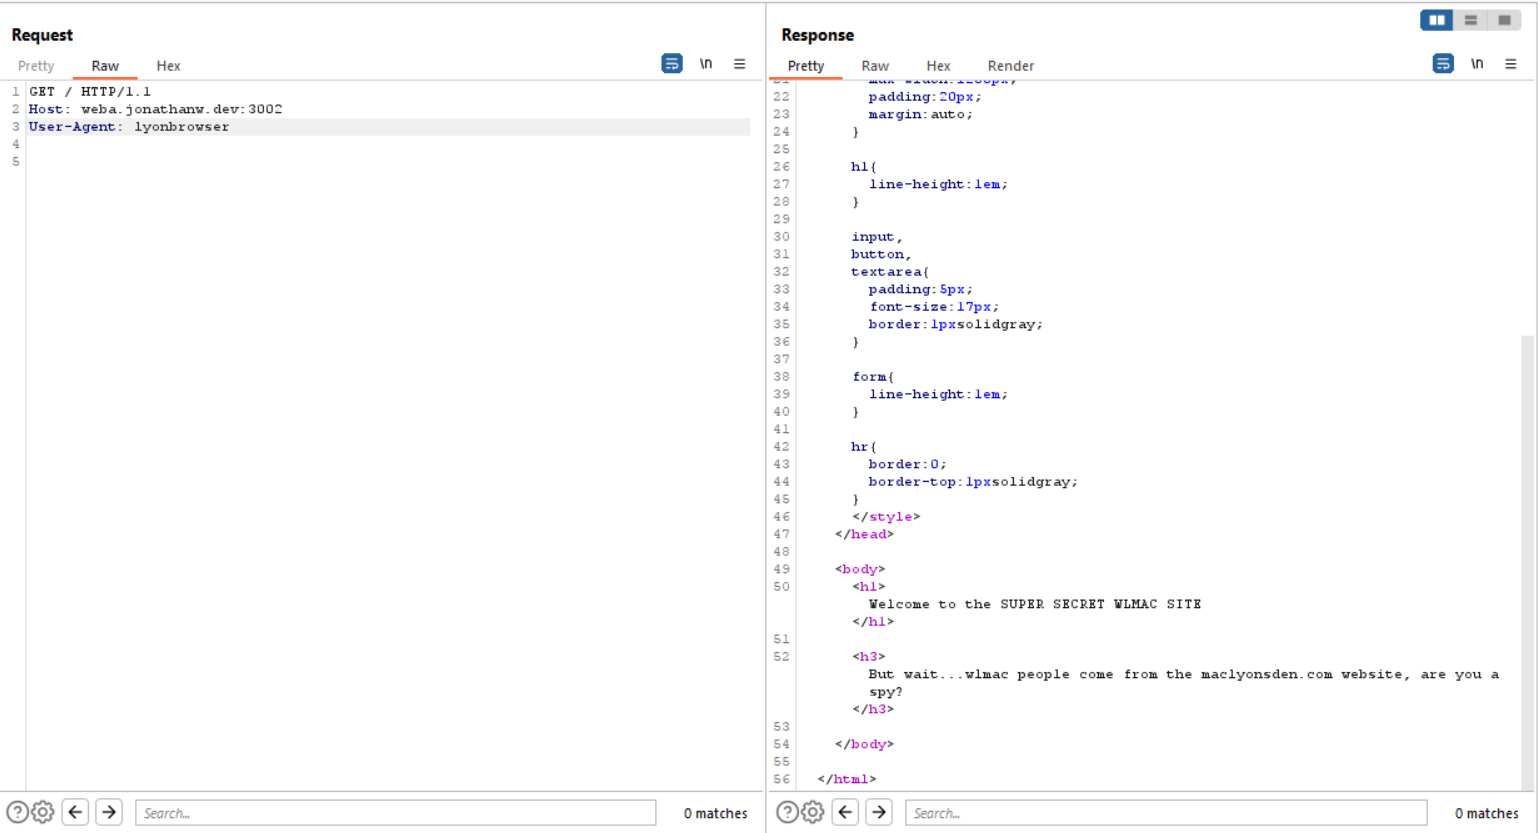 Request
Pretty Raw Hex \n
1 GET / HTTP/1.1
2 Host: weba.jonathanw.dev:3002
3 User-Agent: lyonbrowser
4
5
Search... 0 matches
Response
Pretty Raw Hex Render \n
21 max-width:1200px;
22 padding:20px;
23 margin:auto;
24 }
25
26 h1{
27 line-height:1em;
28 }
29
30 input,
31 button,
32 textarea{
33 padding:5px;
34 font-size:17px;
35 border:1pxsolidgray;
36 }
37
38 form{
39 line-height:1em;
40 }
41
42 hr{
43 border:0;
44 border-top:1pxsolidgray;
45 }
46 </style>
47 </head>
48
49 <body>
50 <h1>
Welcome to the SUPER SECRET WLMAC SITE
</h1>
51
52 <h3>
But wait...wlmac people come from the maclyonsden.com website, are you a
spy?
</h3>
53
54 </body>
55
56 </html>
Search... 0 matches